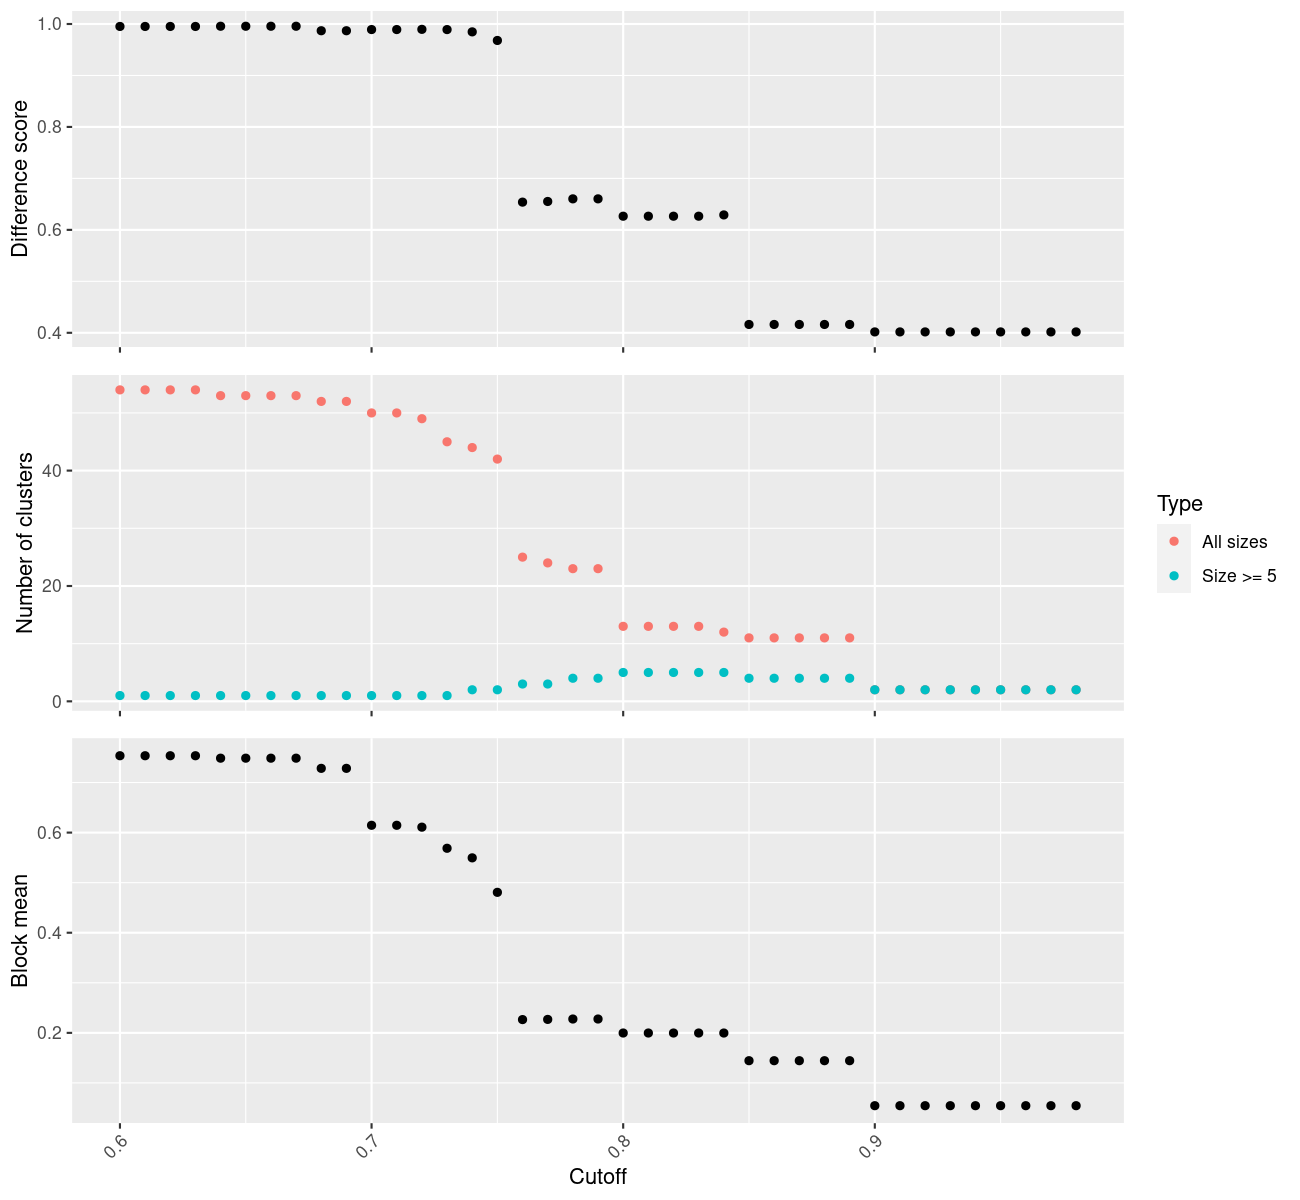 Difference score
1.0
0.8
0.6
0.4
Number of clusters
40
20
0
Type
All sizes
Size >= 5
Block mean
0.6
0.4
0.2
0.6
0.7
0.8
0.9
Cutoff